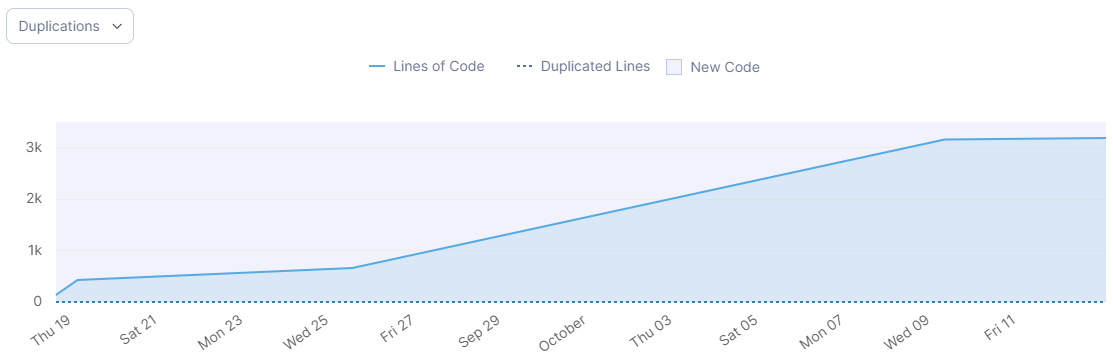 Duplications
Lines of Code Duplicated Lines New Code
3k
2k
1k
0
Thu 19 Sat 21 Mon 23 Wed 25 Fri 27 Sep 29 October Thu 03 Sat 05 Mon 07 Wed 09 Fri 11